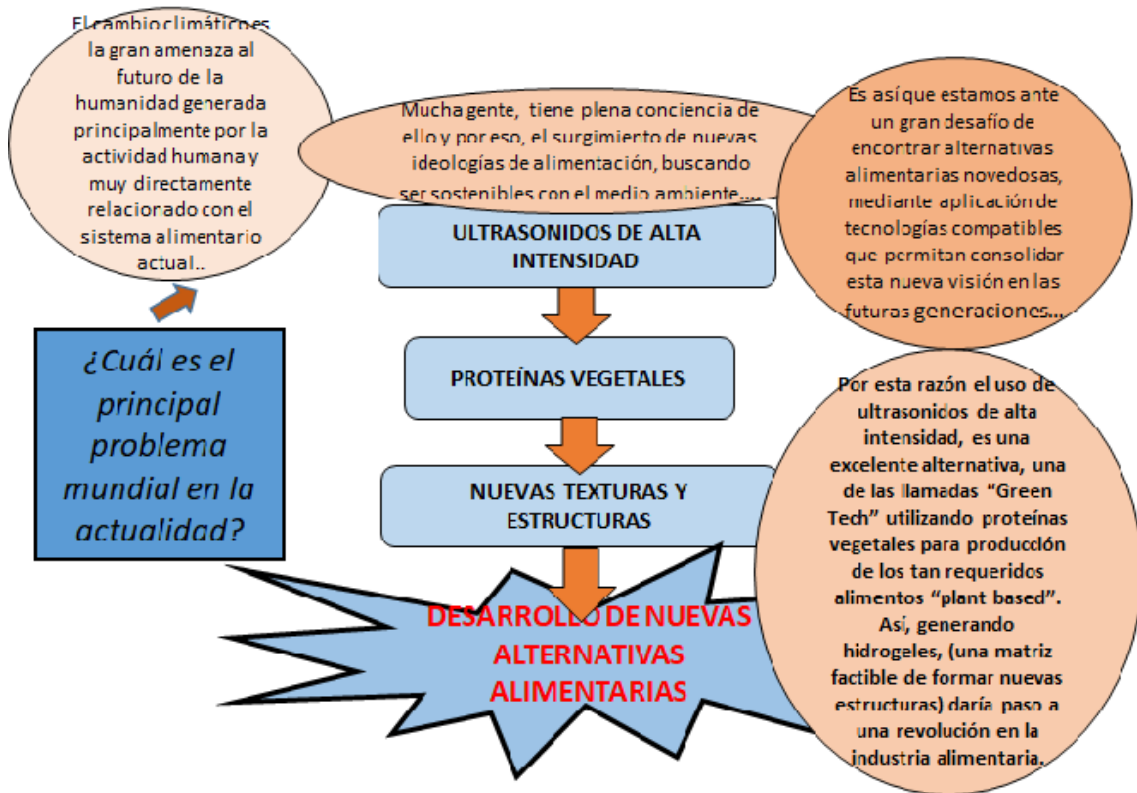 ¿Cuál es el
principal
problema
mundial en la
actualidad?
El cambio climático es
la gran amenaza al
futuro de la
humanidad generada
principalmente por la
actividad humana y
muy directamente
relacionado con el
sistema alimentario
actual..
Mucha gente, tiene plena conciencia de
ello y por eso, el surgimiento de nuevas
ideologías de alimentación, buscando
ser sostenibles con el medio ambiente....
Es así que estamos ante
un gran desafío de
encontrar alternativas
alimentarias novedosas,
mediante aplicación de
tecnologías compatibles
que permitan consolidar
esta nueva visión en las
futuras generaciones...
Por esta razón el uso de
ultrasonidos de alta
intensidad, es una
excelente alternativa, una
de las llamadas “Green
Tech” utilizando proteínas
vegetales para producción
de los tan requeridos
alimentos “plant based”.
Así, generando
hidrogeles, (una matriz
factible de formar nuevas
estructuras) daría paso a
una revolución en la
industria alimentaria.
ULTRASONIDOS DE ALTA
INTENSIDAD
PROTEÍNAS VEGETALES
NUEVAS TEXTURAS Y
ESTRUCTURAS
DESARROLLO DE NUEVAS
ALTERNATIVAS
ALIMENTARIAS